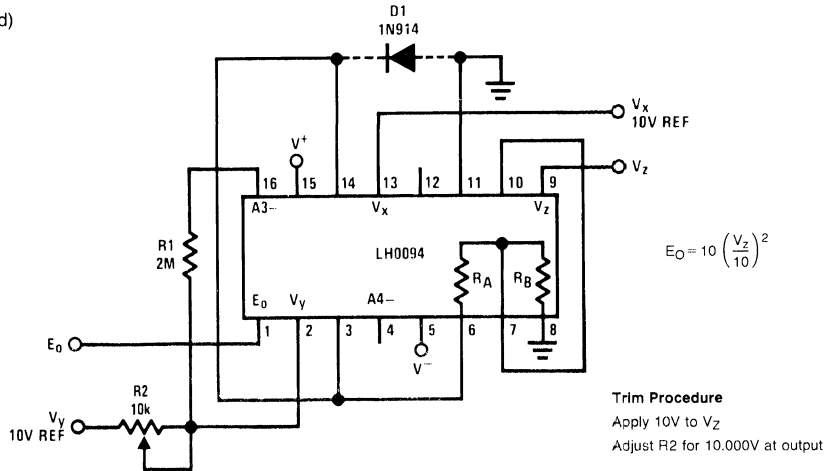 d)
D1
1N914
Vx
10V REF
V+
Vz
16 15 14 13 12 11 10 9
A3- Vx Vz
R1
2M
LH0094
RA RB
E0 Vy A4-
1 2 3 4 5 6 7 8
E0
V-
R2
10k
Vy
10V REF
EO = 10 (Vz/10)2
Trim Procedure
Apply 10V to VZ
Adjust R2 for 10.000V at output